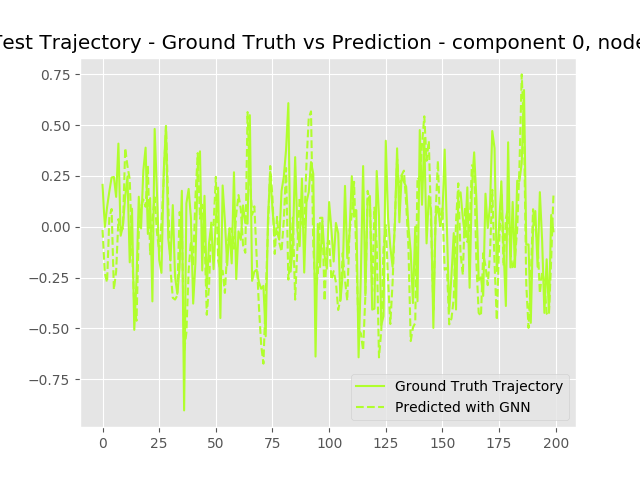 Test Trajectory - Ground Truth vs Prediction - component 0, node
0.75
0.50
0.25
0.00
−0.25
−0.50
−0.75
0 25 50 75 100 125 150 175 200
Ground Truth Trajectory
Predicted with GNN